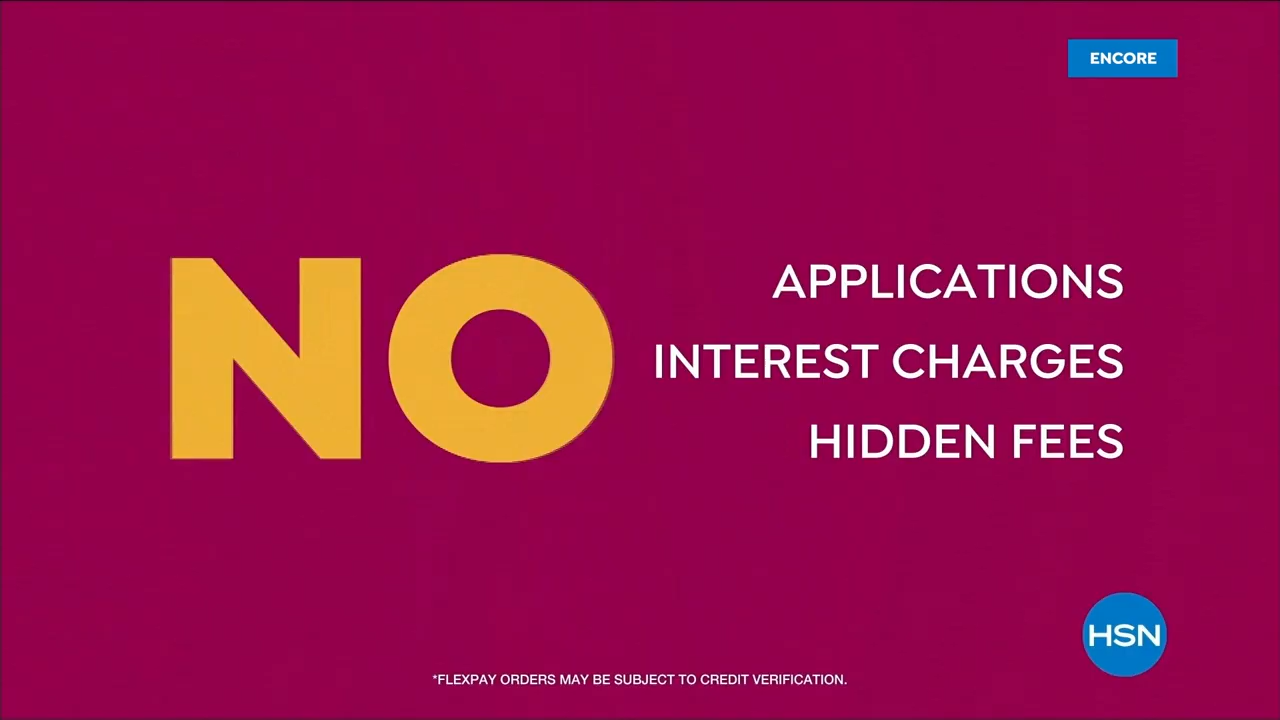 ENCORE
NO
APPLICATIONS
INTEREST CHARGES
HIDDEN FEES
HSN
*FLEXPAY ORDERS MAY BE SUBJECT TO CREDIT VERIFICATION.